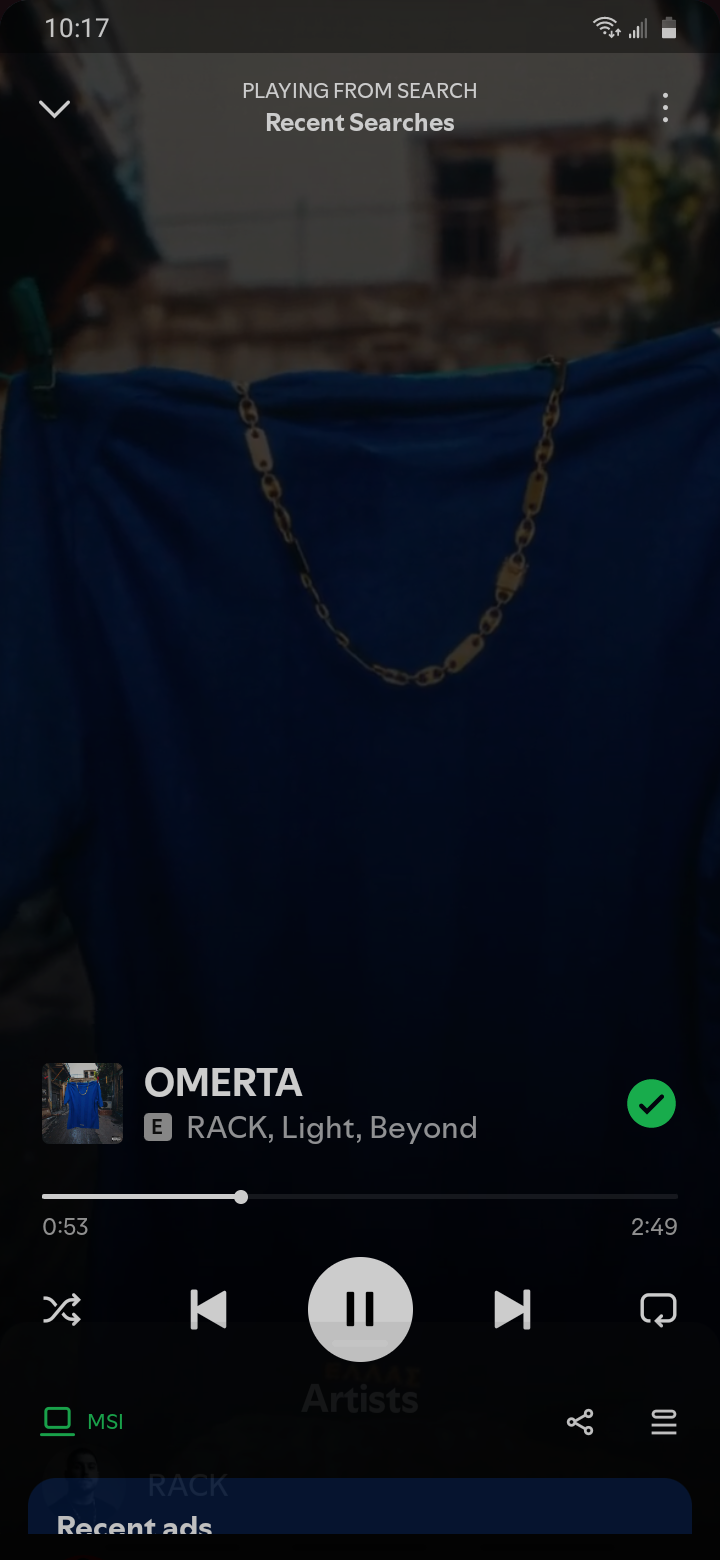 10:17
PLAYING FROM SEARCH
Recent Searches
OMERTA
E RACK, Light, Beyond
0:53
2:49
Artists
MSI
RACK
Recent ads